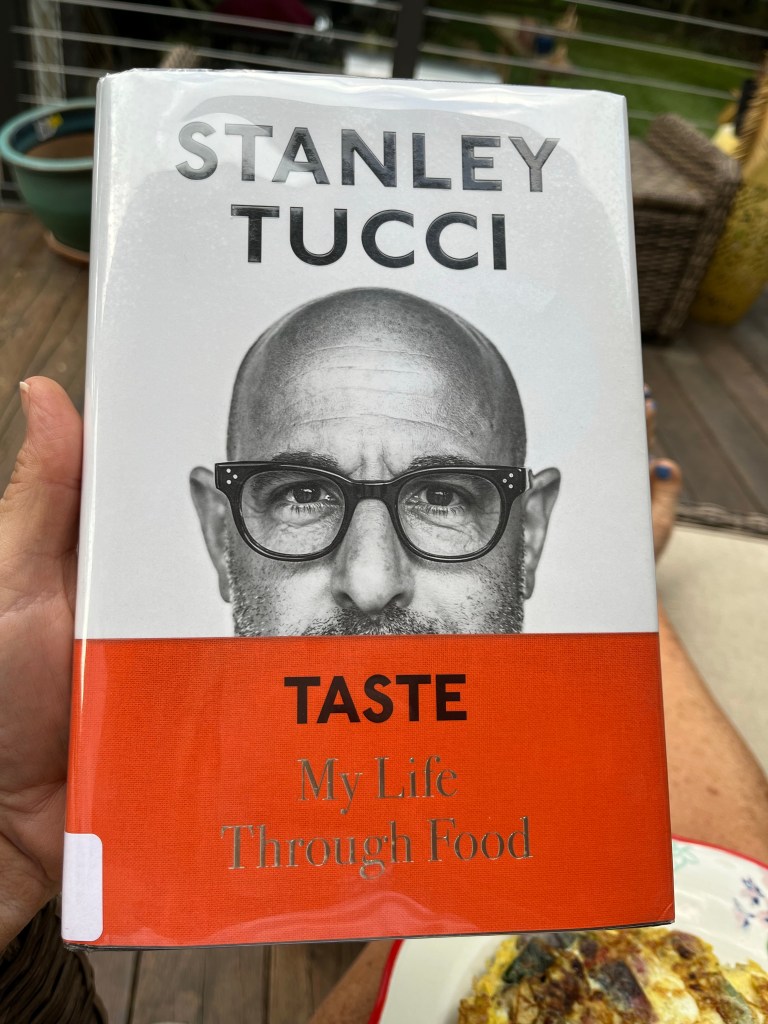 STANLEY
TUCCI
TASTE
My Life
Through Food